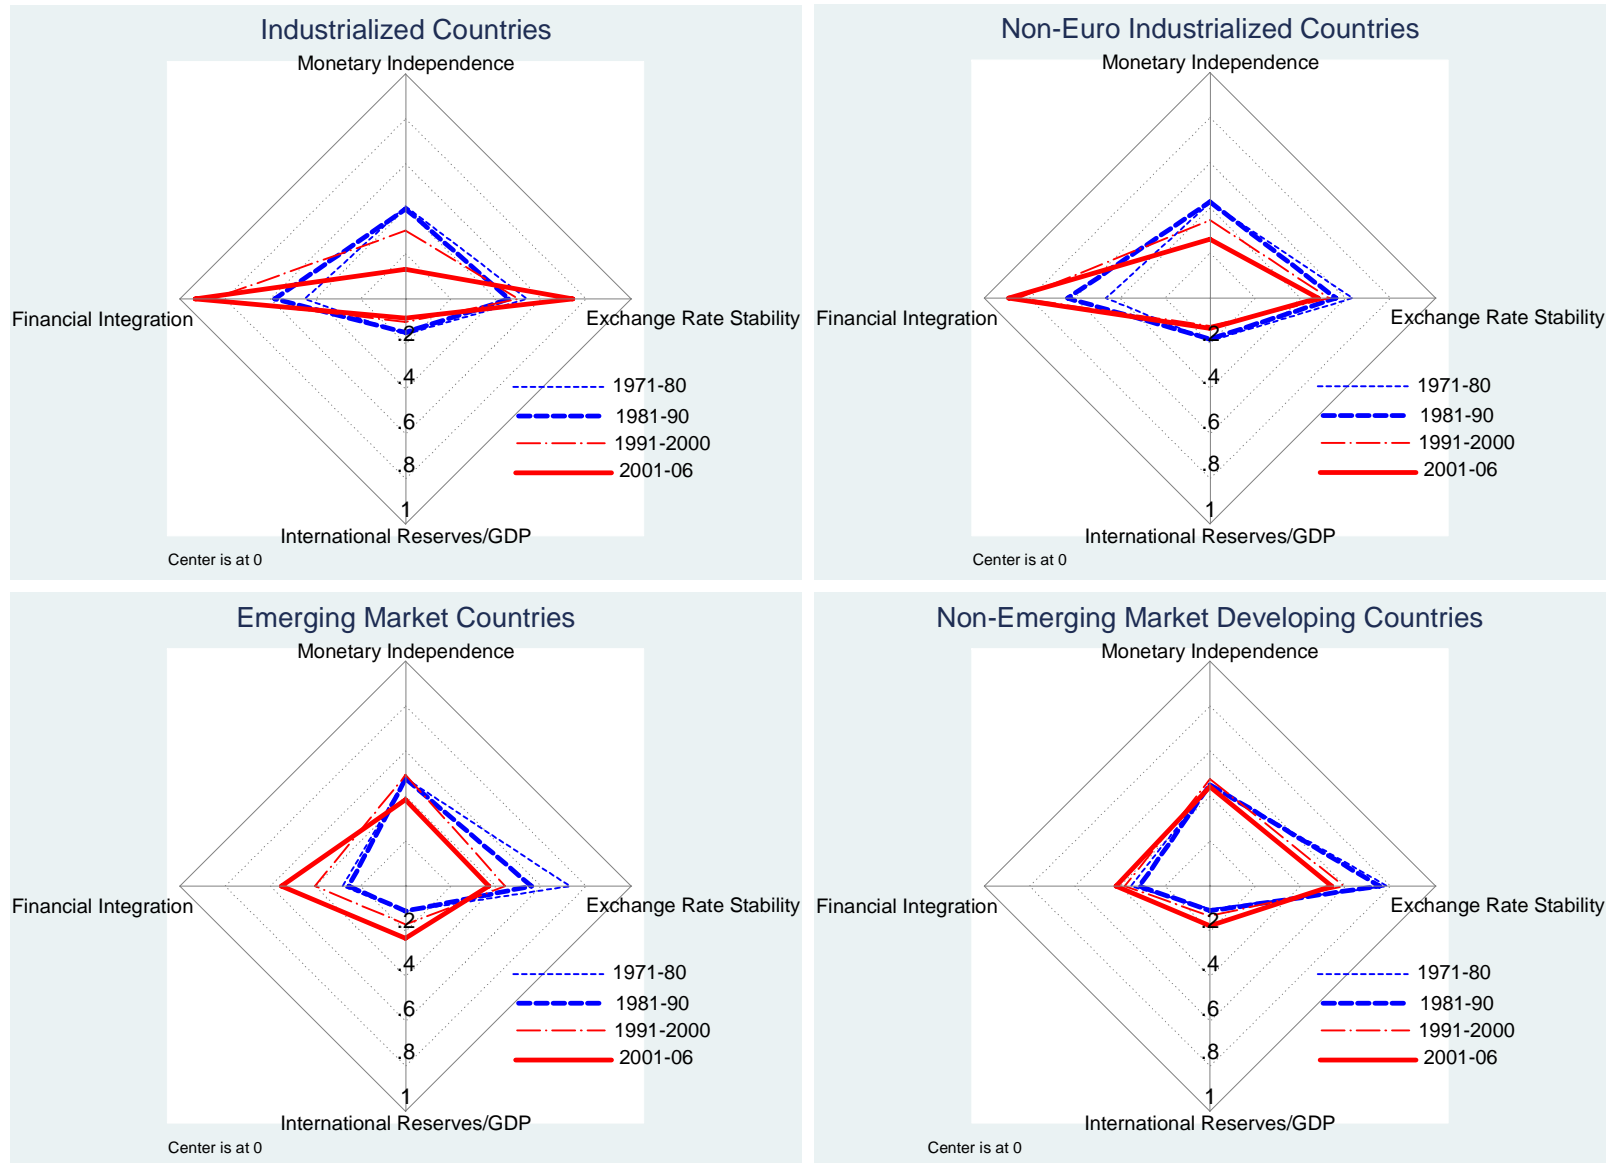 Industrialized Countries
Monetary Independence
Financial Integration
Exchange Rate Stability
.2
.4
.6
.8
1
1971-80
1981-90
1991-2000
2001-06
International Reserves/GDP
Center is at 0
Non-Euro Industrialized Countries
Monetary Independence
Financial Integration
Exchange Rate Stability
.2
.4
.6
.8
1
1971-80
1981-90
1991-2000
2001-06
International Reserves/GDP
Center is at 0
Emerging Market Countries
Monetary Independence
Financial Integration
Exchange Rate Stability
.2
.4
.6
.8
1
1971-80
1981-90
1991-2000
2001-06
International Reserves/GDP
Center is at 0
Non-Emerging Market Developing Countries
Monetary Independence
Financial Integration
Exchange Rate Stability
.2
.4
.6
.8
1
1971-80
1981-90
1991-2000
2001-06
International Reserves/GDP
Center is at 0